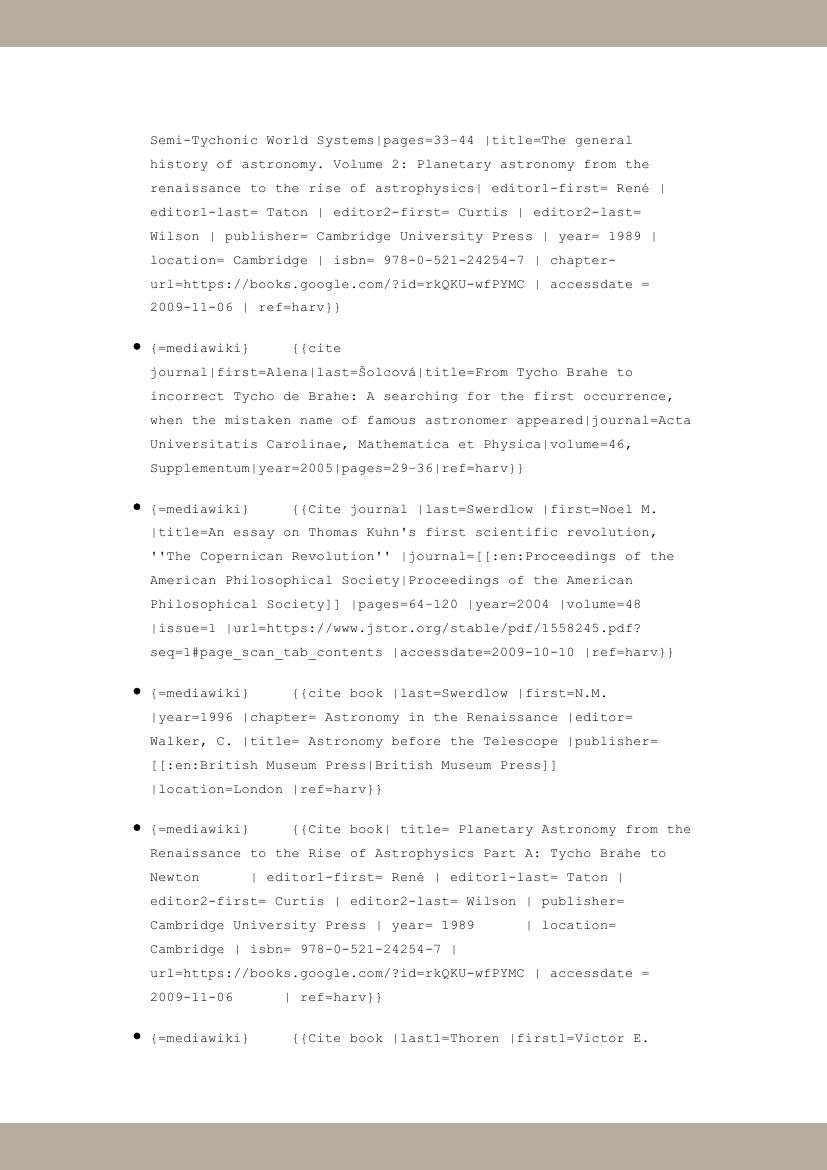 Semi-Tychonic World Systems|pages=33–44 |title=The general
history of astronomy. Volume 2: Planetary astronomy from the
renaissance to the rise of astrophysics| editor1-first= René |
editor1-last= Taton | editor2-first= Curtis | editor2-last=
Wilson | publisher= Cambridge University Press | year= 1989 |
location= Cambridge | isbn= 978-0-521-24254-7 | chapter-
url=https://books.google.com/?id=rkQKU-wfPYMC | accessdate =
2009-11-06 | ref=harv}}
• {=mediawiki} {{cite
journal|first=Alena|last=Šolcová|title=From Tycho Brahe to
incorrect Tycho de Brahe: A searching for the first occurrence,
when the mistaken name of famous astronomer appeared|journal=Acta
Universitatis Carolinae, Mathematica et Physica|volume=46,
Supplementum|year=2005|pages=29–36|ref=harv}}
• {=mediawiki} {{Cite journal |last=Swerdlow |first=Noel M.
|title=An essay on Thomas Kuhn's first scientific revolution,
''The Copernican Revolution'' |journal=[[:en:Proceedings of the
American Philosophical Society|Proceedings of the American
Philosophical Society]] |pages=64–120 |year=2004 |volume=48
|issue=1 |url=https://www.jstor.org/stable/pdf/1558245.pdf?
seq=1#page_scan_tab_contents |accessdate=2009-10-10 |ref=harv}}
• {=mediawiki} {{cite book |last=Swerdlow |first=N.M.
|year=1996 |chapter= Astronomy in the Renaissance |editor=
Walker, C. |title= Astronomy before the Telescope |publisher=
[[:en:British Museum Press|British Museum Press]]
|location=London |ref=harv}}
• {=mediawiki} {{Cite book| title= Planetary Astronomy from the
Renaissance to the Rise of Astrophysics Part A: Tycho Brahe to
Newton | editor1-first= René | editor1-last= Taton |
editor2-first= Curtis | editor2-last= Wilson | publisher=
Cambridge University Press | year= 1989 | location=
Cambridge | isbn= 978-0-521-24254-7 |
url=https://books.google.com/?id=rkQKU-wfPYMC | accessdate =
2009-11-06 | ref=harv}}
• {=mediawiki} {{Cite book |last1=Thoren |first1=Victor E.